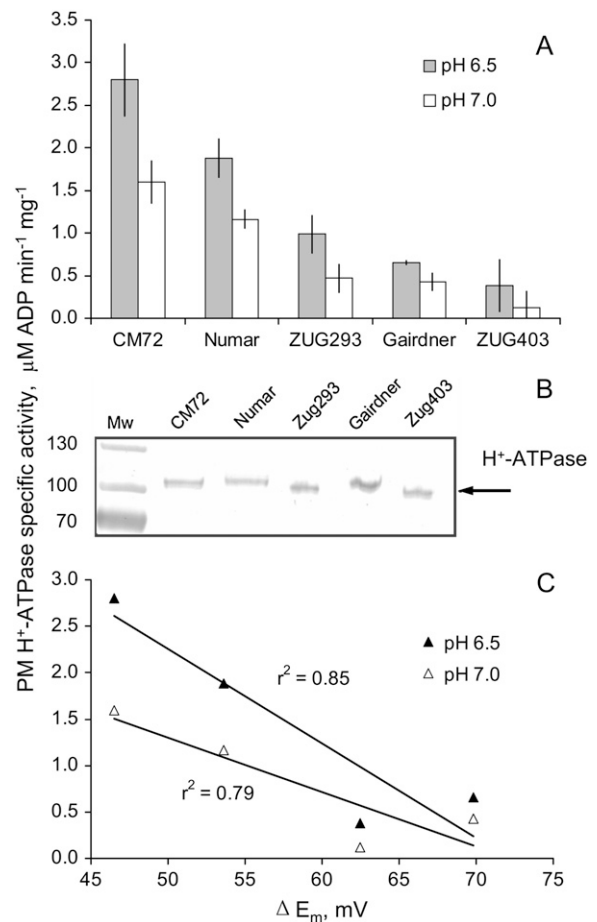 PM H⁺-ATPase specific activity, μM ADP min⁻¹ mg⁻¹
A
pH 6.5
pH 7.0
3.5
3.0
2.5
2.0
1.5
1.0
0.5
0.0
CM72 Numar ZUG293 Gairdner ZUG403
B
Mw CM72 Numar Zug293 Gairdner Zug403
130
100
70
H⁺-ATPase
C
pH 6.5
pH 7.0
3.0
2.5
2.0
1.5
1.0
0.5
0.0
r² = 0.85
r² = 0.79
45 50 55 60 65 70 75
Δ Eₘ, mV